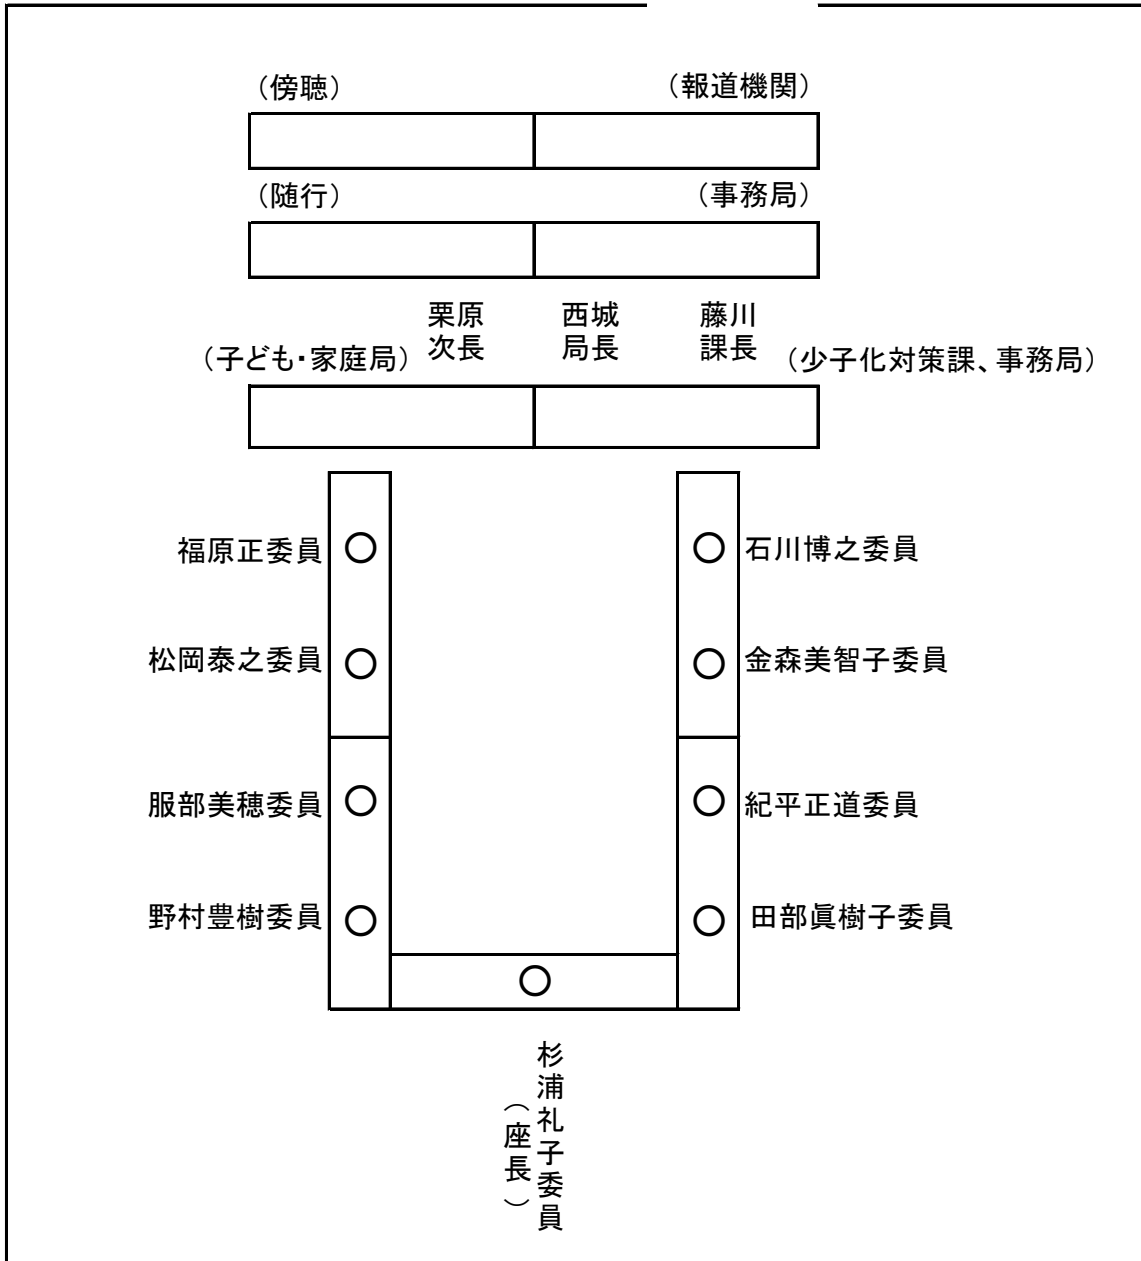 （傍聴）
（報道機関）
（随行）
（事務局）
栗原
次長
西城
局長
藤川
課長
（子ども・家庭局）
（少子化対策課、事務局）
福原正委員
石川博之委員
松岡泰之委員
金森美智子委員
服部美穂委員
紀平正道委員
野村豊樹委員
田部眞樹子委員
杉浦礼子委員
（座長）